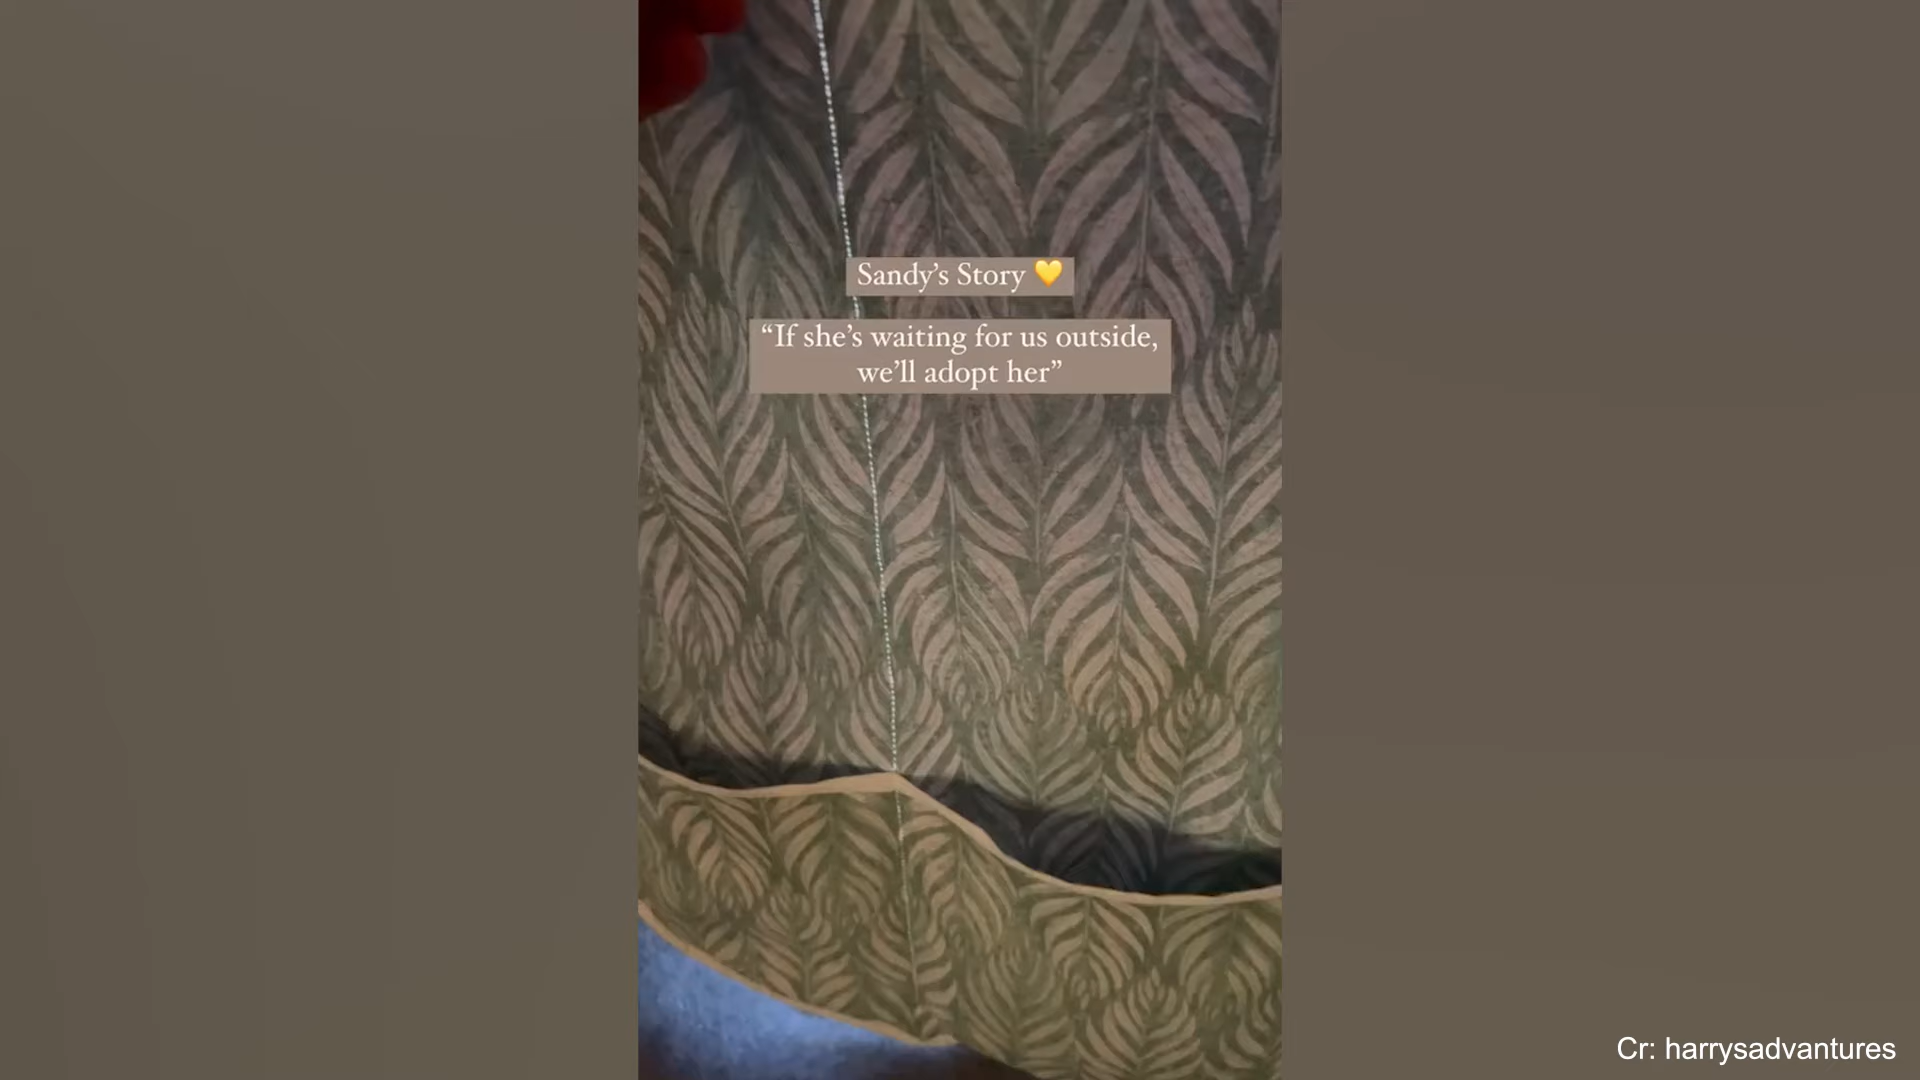 Sandy’s Story 💛
“If she’s waiting for us outside,
we’ll adopt her”
Cr: harrysadvantures